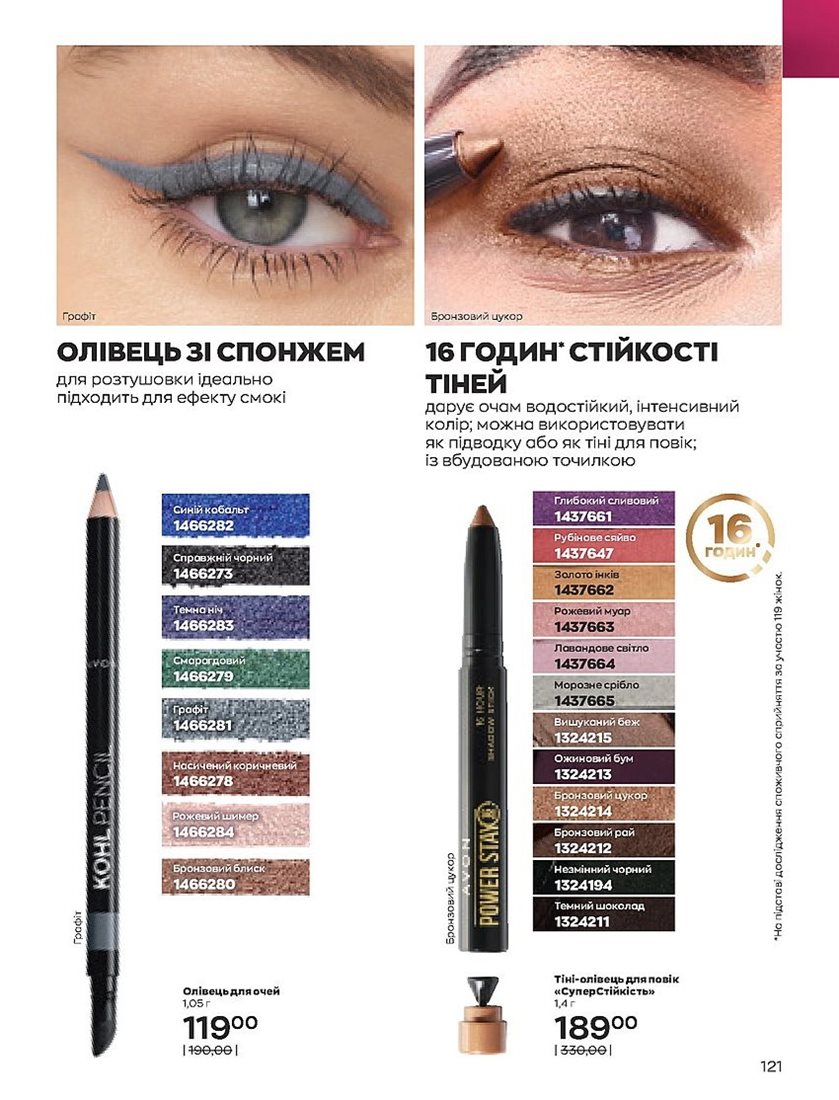 Графіт
Бронзовий цукор
ОЛІВЕЦЬ ЗІ СПОНЖЕМ
для розтушовки ідеально
підходить для ефекту смокі
16 ГОДИН* СТІЙКОСТІ
ТІНЕЙ
дарує очам водостійкий, інтенсивний
колір; можна використовувати
як підводку або як тіні для повік;
із вбудованою точилкою
Синій кобальт
1466282
Справжній чорний
1466273
Темна ніч
1466283
Смарагдовий
1466279
Графіт
1466281
Насичений коричневий
1466278
Рожевий шимер
1466284
Бронзовий блиск
1466280
AVON
KOHL PENCIL
Графіт
Олівець для очей
1,05 г
11900
|190,00|
Глибокий сливовий
1437661
Рубінове сяйво
1437647
Золото інків
1437662
Рожевий муар
1437663
Лавандове світло
1437664
Морозне срібло
1437665
Вишуканий беж
1324215
Ожиновий бум
1324213
Бронзовий цукор
1324214
Бронзовий рай
1324212
Незмінний чорний
1324194
Темний шоколад
1324211
16
ГОДИН*
16 HOUR
SHADOW STICK
AVON
POWER STAY
Бронзовий цукор
Тіні-олівець для повік
«СуперСтійкість»
1,4 г
18900
|330,00|
*На підставі дослідження споживчого сприйняття за участю 119 жінок.
121